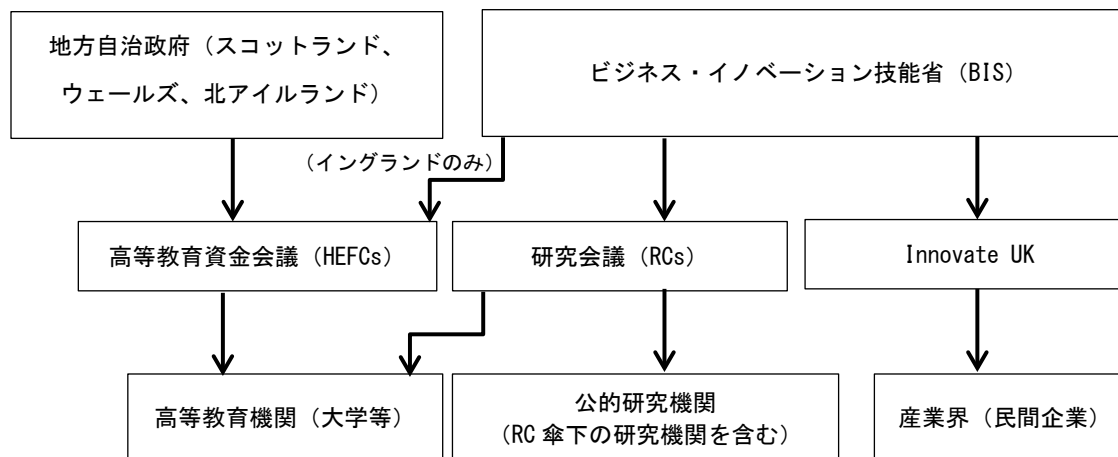 地方自治政府（スコットランド、
ウェールズ、北アイルランド）
ビジネス・イノベーション技能省（BIS）
（イングランドのみ）
高等教育資金会議（HEFCs）
研究会議（RCs）
Innovate UK
高等教育機関（大学等）
公的研究機関
（RC 傘下の研究機関を含む）
産業界（民間企業）